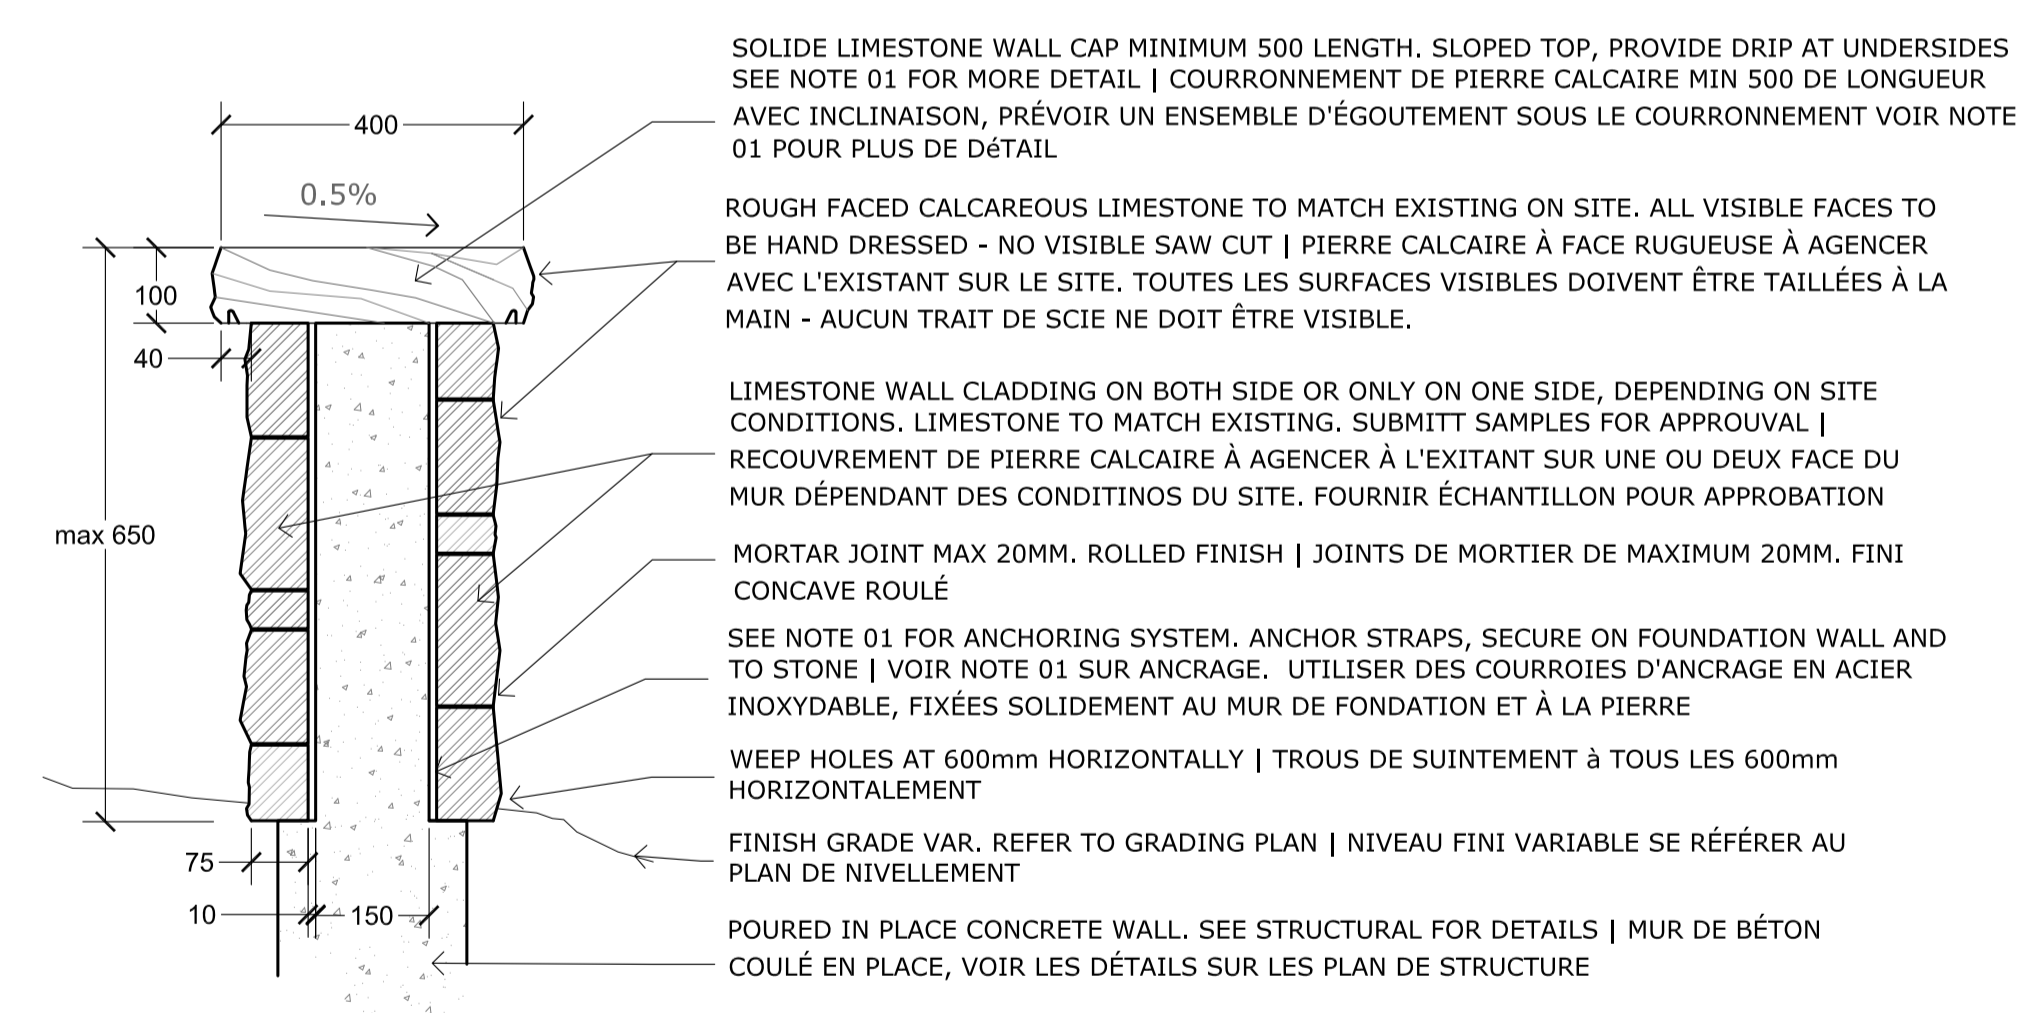 SOLIDE LIMESTONE WALL CAP MINIMUM 500 LENGTH. SLOPED TOP, PROVIDE DRIP AT UNDERSIDES
SEE NOTE 01 FOR MORE DETAIL | COURRONNEMENT DE PIERRE CALCAIRE MIN 500 DE LONGUEUR
AVEC INCLINAISON, PRÉVOIR UN ENSEMBLE D'ÉGOUTEMENT SOUS LE COURRONNEMENT VOIR NOTE
01 POUR PLUS DE DéTAIL
400
0.5%
ROUGH FACED CALCAREOUS LIMESTONE TO MATCH EXISTING ON SITE. ALL VISIBLE FACES TO
BE HAND DRESSED - NO VISIBLE SAW CUT | PIERRE CALCAIRE À FACE RUGUEUSE À AGENCER
AVEC L'EXISTANT SUR LE SITE. TOUTES LES SURFACES VISIBLES DOIVENT ÊTRE TAILLÉES À LA
MAIN - AUCUN TRAIT DE SCIE NE DOIT ÊTRE VISIBLE.
100
40
LIMESTONE WALL CLADDING ON BOTH SIDE OR ONLY ON ONE SIDE, DEPENDING ON SITE
CONDITIONS. LIMESTONE TO MATCH EXISTING. SUBMITT SAMPLES FOR APPROUVAL |
RECOUVREMENT DE PIERRE CALCAIRE À AGENCER À L'EXITANT SUR UNE OU DEUX FACE DU
MUR DÉPENDANT DES CONDITINOS DU SITE. FOURNIR ÉCHANTILLON POUR APPROBATION
max 650
MORTAR JOINT MAX 20MM. ROLLED FINISH | JOINTS DE MORTIER DE MAXIMUM 20MM. FINI
CONCAVE ROULÉ
SEE NOTE 01 FOR ANCHORING SYSTEM. ANCHOR STRAPS, SECURE ON FOUNDATION WALL AND
TO STONE | VOIR NOTE 01 SUR ANCRAGE. UTILISER DES COURROIES D'ANCRAGE EN ACIER
INOXYDABLE, FIXÉES SOLIDEMENT AU MUR DE FONDATION ET À LA PIERRE
WEEP HOLES AT 600mm HORIZONTALLY | TROUS DE SUINTEMENT à TOUS LES 600mm
HORIZONTALEMENT
FINISH GRADE VAR. REFER TO GRADING PLAN | NIVEAU FINI VARIABLE SE RÉFÉRER AU
PLAN DE NIVELLEMENT
75
10
150
POURED IN PLACE CONCRETE WALL. SEE STRUCTURAL FOR DETAILS | MUR DE BÉTON
COULÉ EN PLACE, VOIR LES DÉTAILS SUR LES PLAN DE STRUCTURE